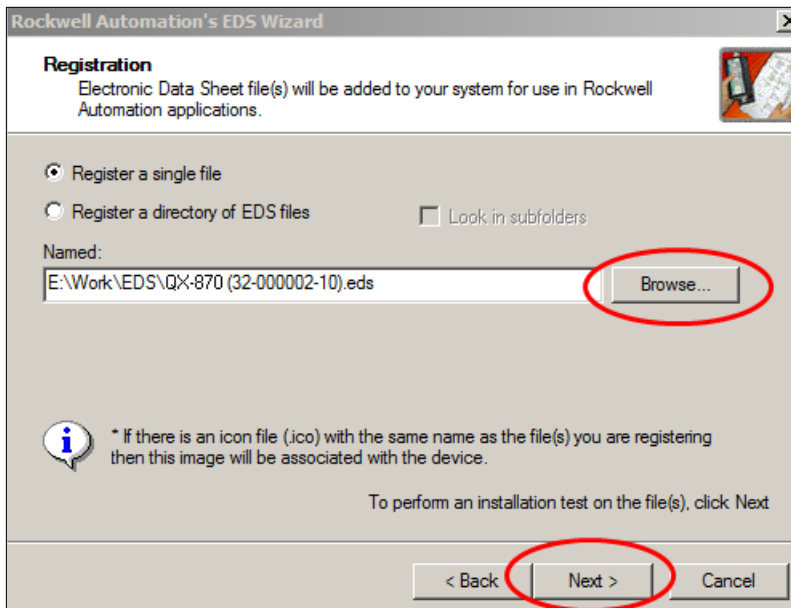 Rockwell Automation's EDS Wizard
Registration
Electronic Data Sheet file(s) will be added to your system for use in Rockwell
Automation applications.
Register a single file
Register a directory of EDS files
Look in subfolders
Named:
E:\Work\EDS\QX-870 (32-000002-10).eds
Browse...
* If there is an icon file (.ico) with the same name as the file(s) you are registering
then this image will be associated with the device.
To perform an installation test on the file(s), click Next
< Back
Next >
Cancel